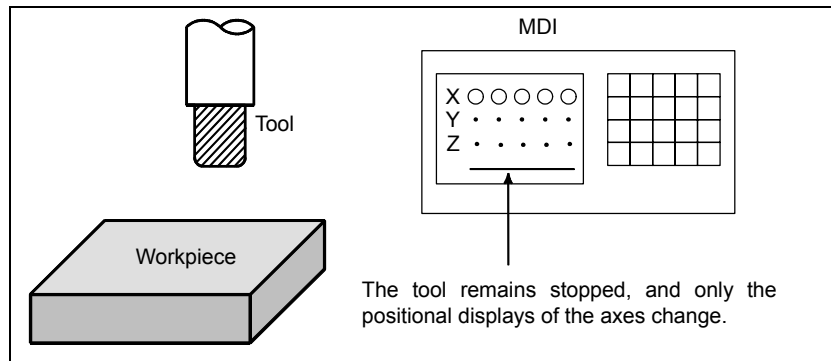 MDI
Tool
X
Y
Z
Workpiece
The tool remains stopped, and only the
positional displays of the axes change.